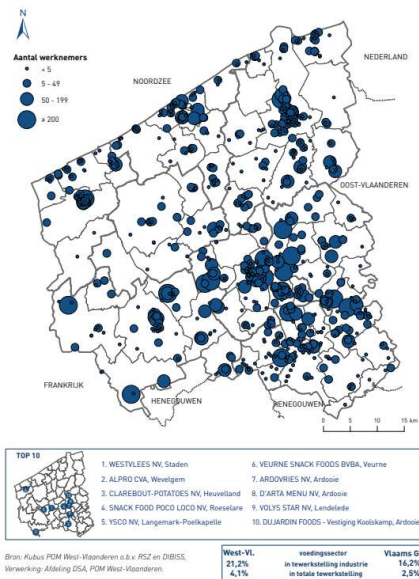 N
Aantal werknemers
< 5
5 - 49
50 - 199
≥ 200
NOORDZEE
NEDERLAND
OOST-VLAANDEREN
FRANKRIJK
HENEGOUWEN
HENEGOUWEN
0 5 10 15 km
TOP 10
1. WESTVLEES NV, Staden
2. ALPRO CVA, Wevelgem
3. CLAREBOUT-POTATOES NV, Heuvelland
4. SNACK FOOD POCO LOCO NV, Roeselare
5. YSCO NV, Langemark-Poelkapelle
6. VEURNE SNACK FOODS BVBA, Veurne
7. ARDOVRIES NV, Ardooie
8. D'ARTA MENU NV, Ardooie
9. VOLYS STAR NV, Lendelede
10. DUJARDIN FOODS - Vestiging Koolskamp, Ardooie
Bron: Kubus POM West-Vlaanderen o.b.v. RSZ en DIBISS,
Verwerking: Afdeling DSA, POM West-Vlaanderen.
West-Vl. voedingssector Vlaams G
21,2% in tewerkstelling industrie 16,2%
4,1% in totale tewerkstelling 2,5%